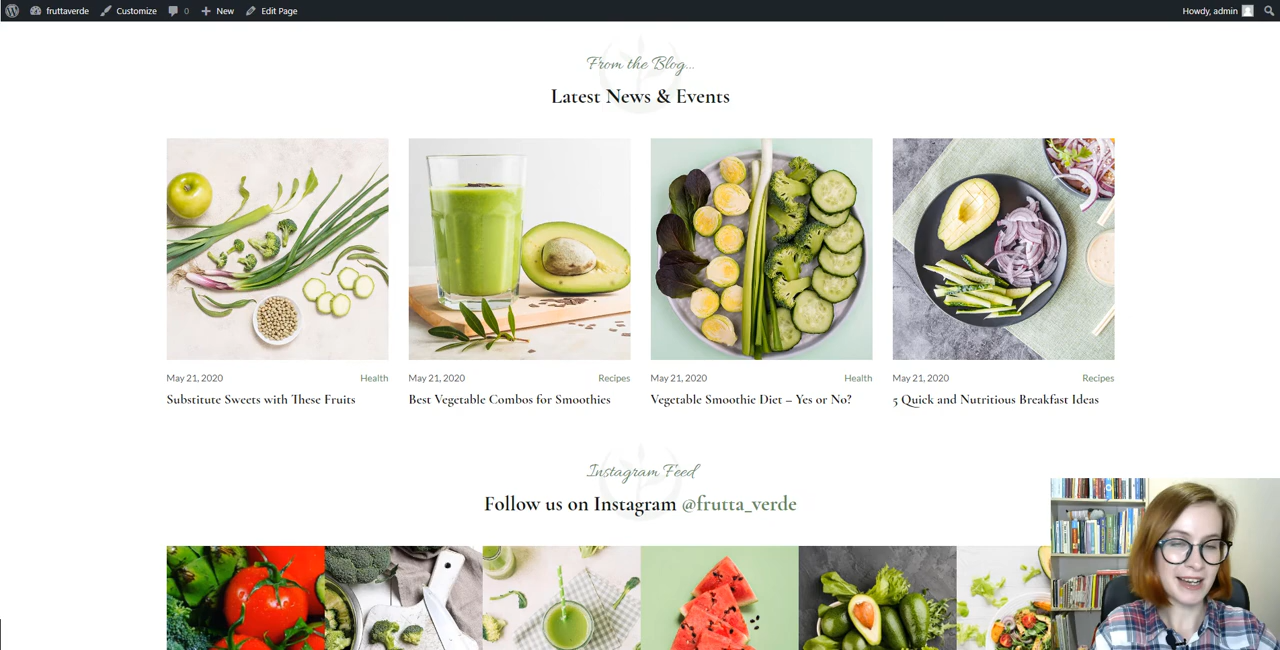 fruttaverde Customize 0 New Edit Page Howdy, admin
From the Blog...
Latest News & Events
May 21, 2020 Health May 21, 2020 Recipes May 21, 2020 Health May 21, 2020 Recipes
Substitute Sweets with These Fruits Best Vegetable Combos for Smoothies Vegetable Smoothie Diet – Yes or No? 5 Quick and Nutritious Breakfast Ideas
Instagram Feed
Follow us on Instagram @frutta_verde